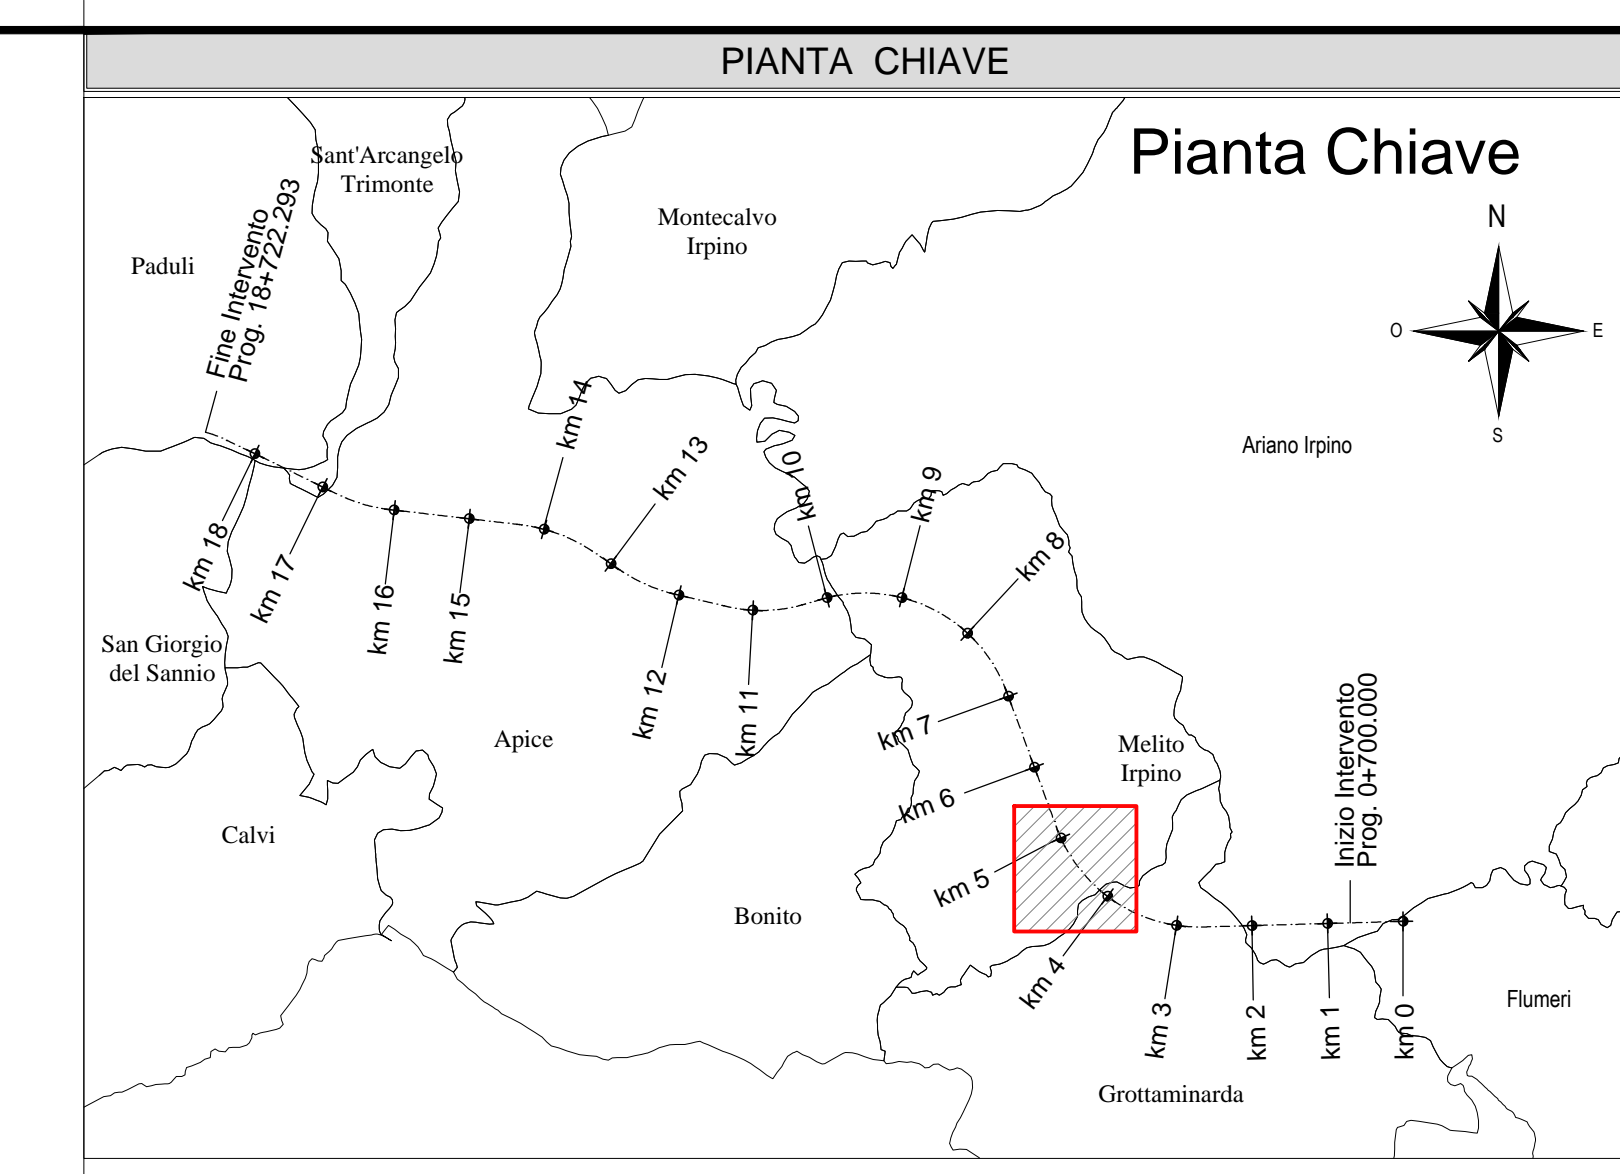 PIANTA CHIAVE
Pianta Chiave
Sant'Arcangelo
Trimonte
Montecalvo
Irpino
Paduli
Fine Intervento
Prog. 18+722.293
N
O
E
S
Ariano Irpino
km 14
km 13
km 10
km 9
km 8
km 18
km 17
km 16
km 15
km 12
km 11
San Giorgio
del Sannio
Apice
km 7
Melito
Irpino
km 6
Inizio Intervento
Prog. 0+700.000
Calvi
km 5
Bonito
km 4
km 3
km 2
km 1
km 0
Flumeri
Grottaminarda